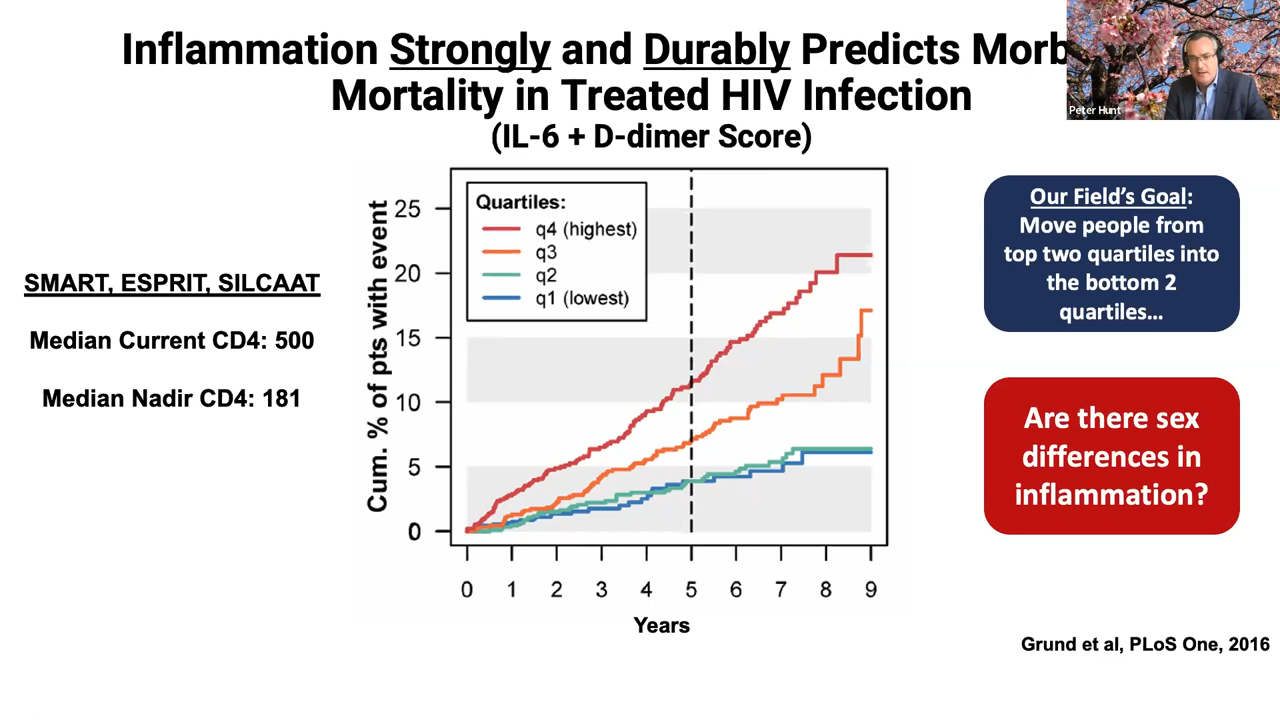 Inflammation Strongly and Durably Predicts Morb
Mortality in Treated HIV Infection
(IL-6 + D-dimer Score)
Peter Hunt
SMART, ESPRIT, SILCAAT
Median Current CD4: 500
Median Nadir CD4: 181
Cum. % of pts with event
25
20
15
10
5
0
Quartiles:
q4 (highest)
q3
q2
q1 (lowest)
0 1 2 3 4 5 6 7 8 9
Years
Our Field's Goal:
Move people from
top two quartiles into
the bottom 2
quartiles...
Are there sex
differences in
inflammation?
Grund et al, PLoS One, 2016